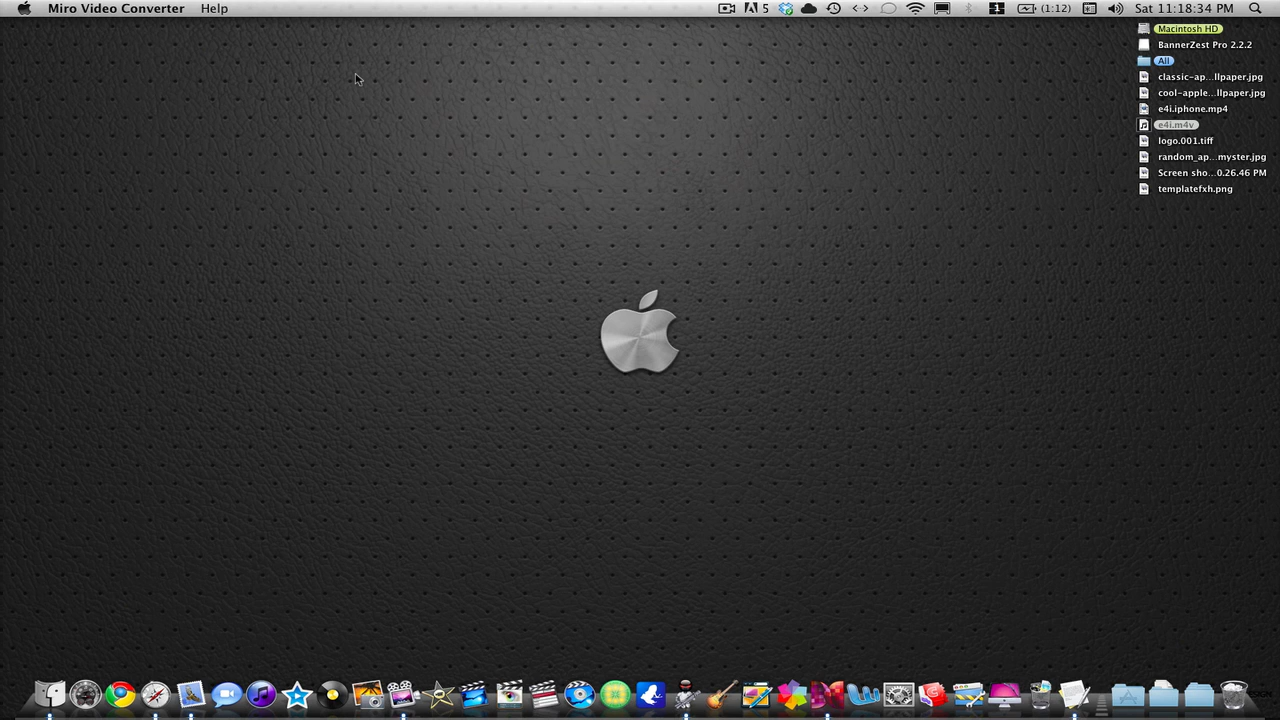 Miro Video Converter Help 5 1 (1:12) Sat 11:18:34 PM
Macintosh HD
BannerZest Pro 2.2.2
All
classic-ap...llpaper.jpg
cool-apple...llpaper.jpg
e4i.iphone.mp4
e4i.m4v
logo.001.tiff
random_ap...myster.jpg
Screen sho...0.26.46 PM
templatefxh.png